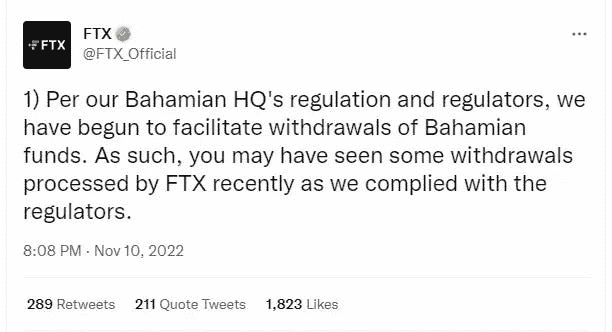 FTX
FTX
@FTX_Official
1) Per our Bahamian HQ's regulation and regulators, we
have begun to facilitate withdrawals of Bahamian
funds. As such, you may have seen some withdrawals
processed by FTX recently as we complied with the
regulators.
8:08 PM · Nov 10, 2022
289 Retweets 211 Quote Tweets 1,823 Likes